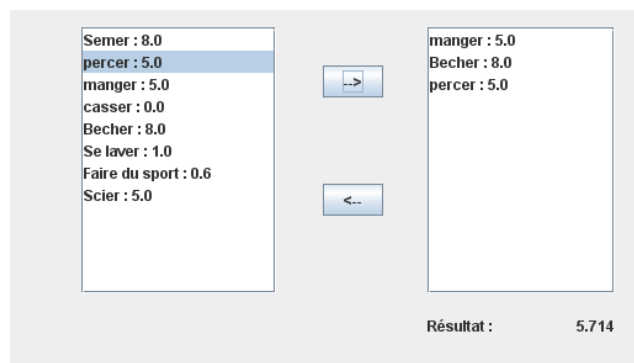 Semer : 8.0
percer : 5.0
manger : 5.0
casser : 0.0
Becher : 8.0
Se laver : 1.0
Faire du sport : 0.6
Scier : 5.0
-->
<--
manger : 5.0
Becher : 8.0
percer : 5.0
Résultat : 5.714